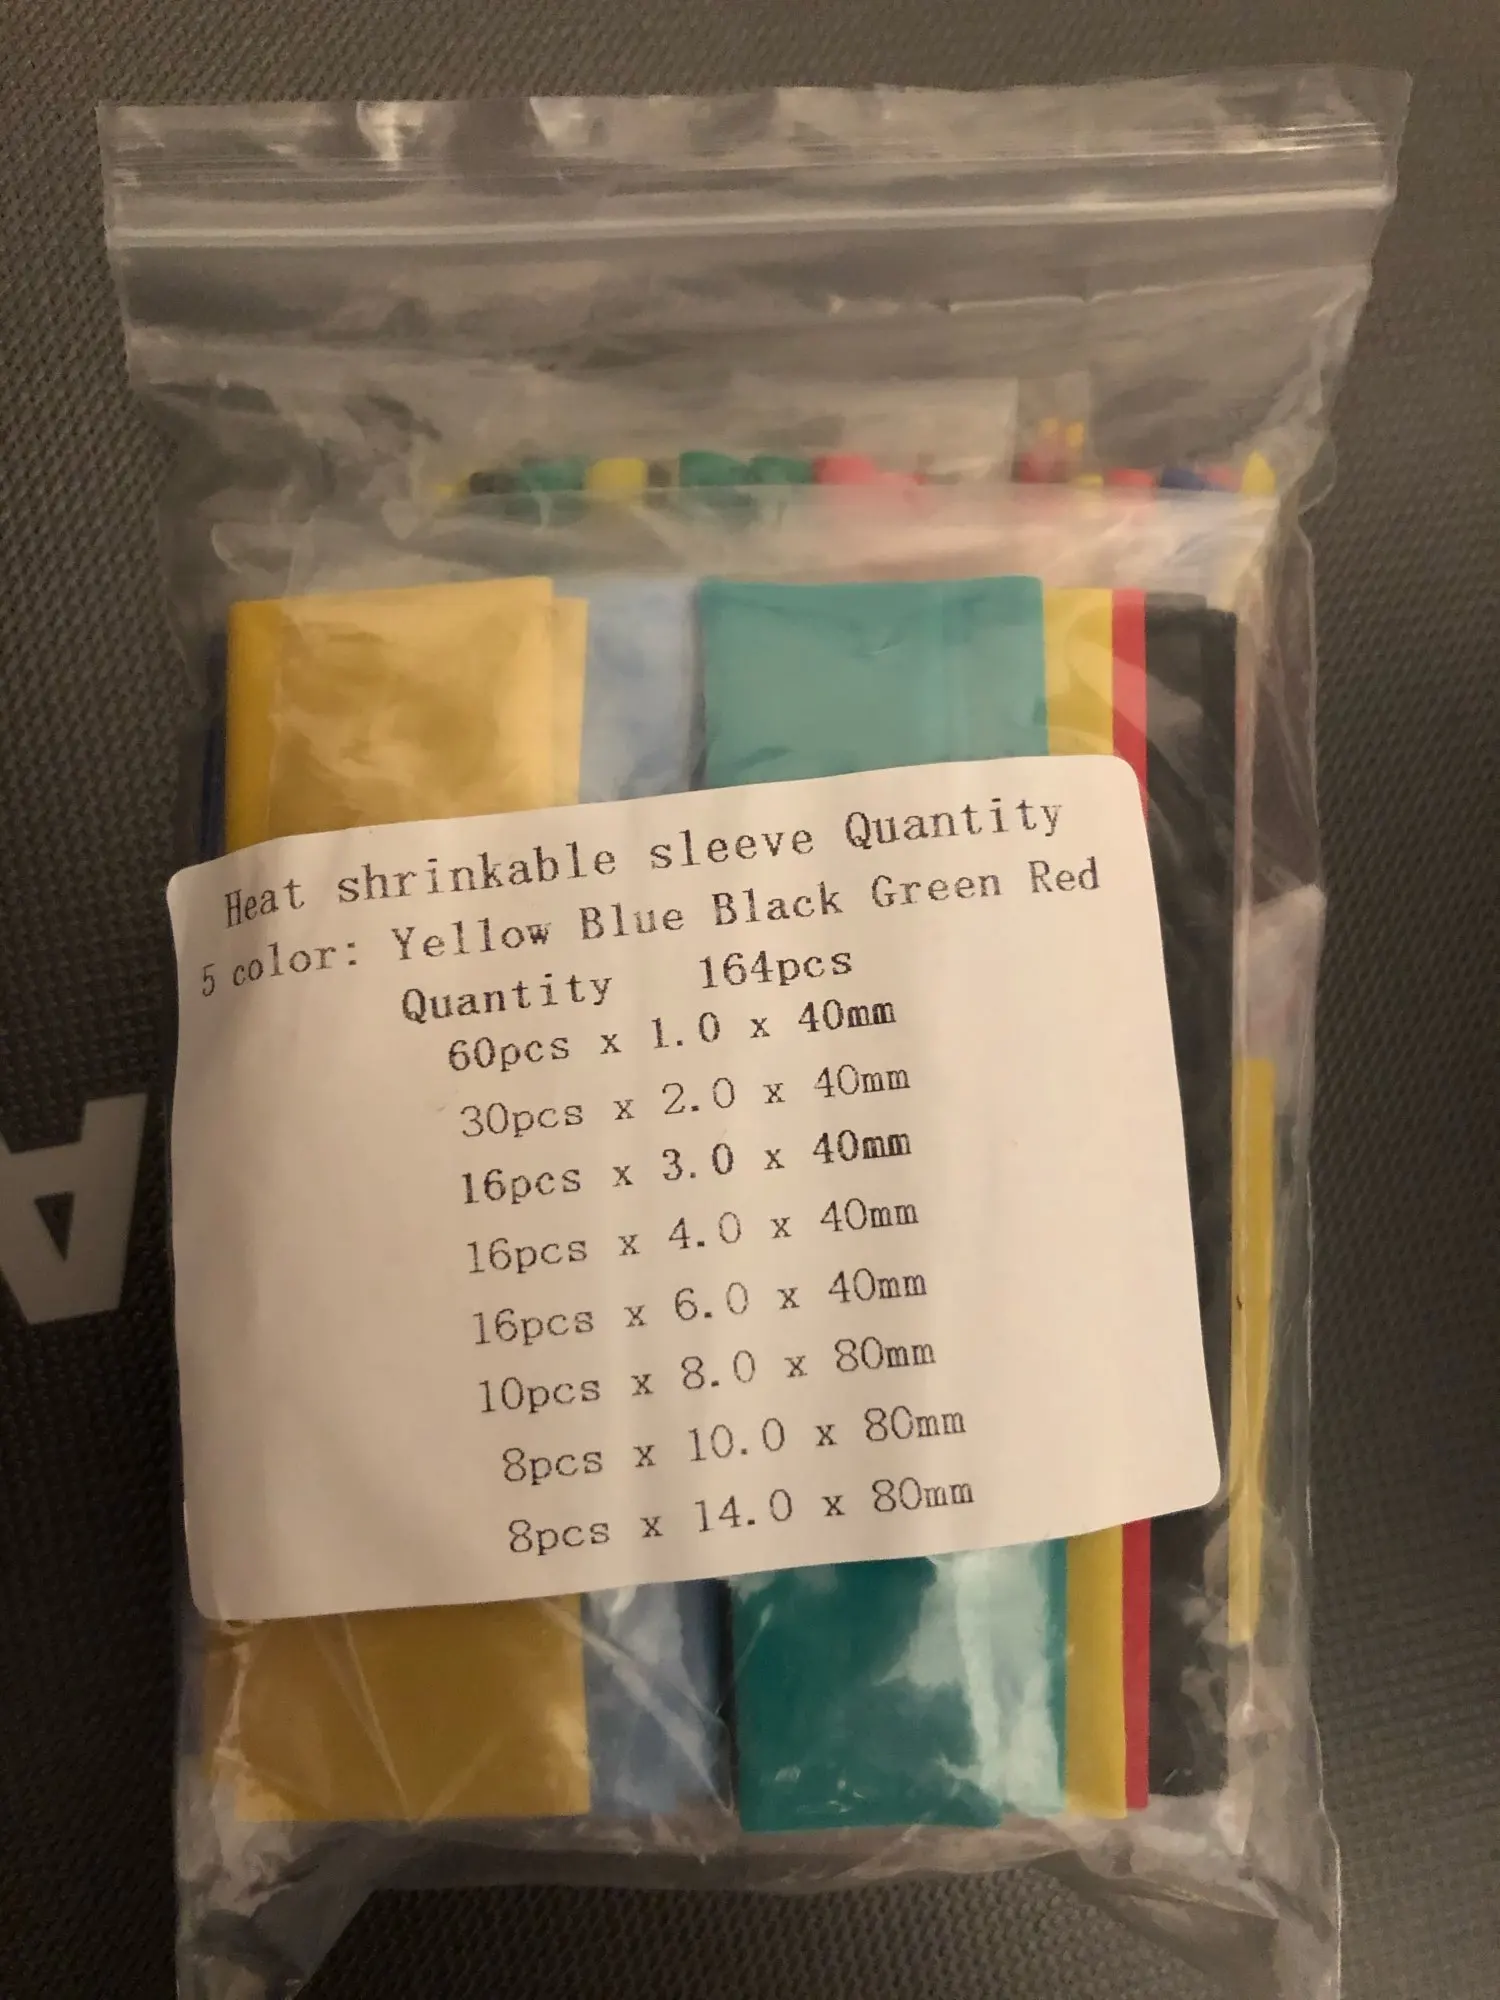 Heat shrinkable sleeve Quantity
5 color: Yellow Blue Black Green Red
Quantity 164pcs
60pcs x 1.0 x 40mm
30pcs x 2.0 x 40mm
16pcs x 3.0 x 40mm
16pcs x 4.0 x 40mm
16pcs x 6.0 x 40mm
10pcs x 8.0 x 80mm
8pcs x 10.0 x 80mm
8pcs x 14.0 x 80mm